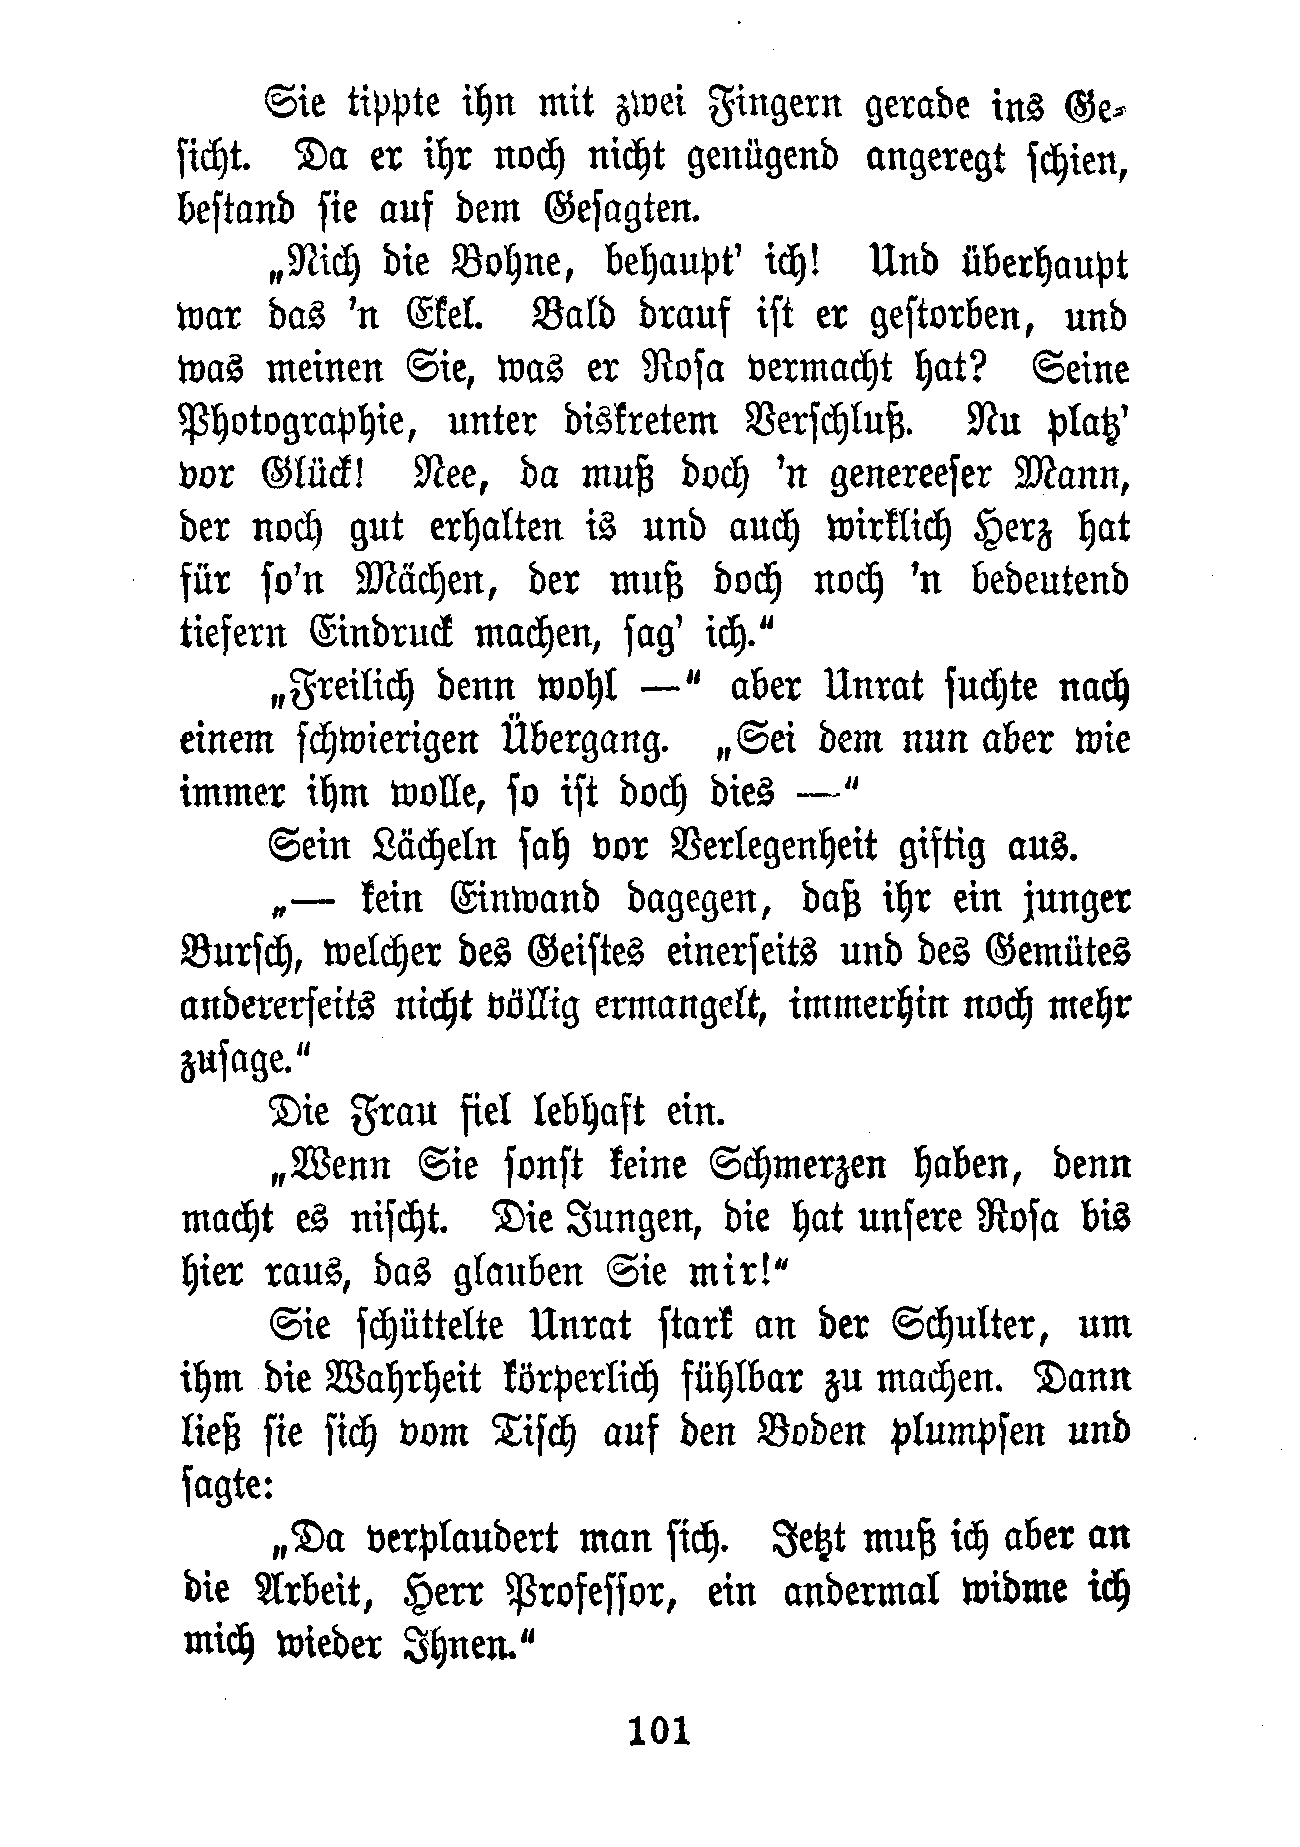 Sie tippte ihn mit zwei Fingern gerade ins Ge-
sicht. Da er ihr noch nicht genügend angeregt schien,
bestand sie auf dem Gesagten.
„Nich die Bohne, behaupt' ich! Und überhaupt
war das 'n Ekel. Bald drauf ist er gestorben, und
was meinen Sie, was er Rosa vermacht hat? Seine
Photographie, unter diskretem Verschluß. Nu platz'
vor Glück! Nee, da muß doch 'n genereeser Mann,
der noch gut erhalten is und auch wirklich Herz hat
für so'n Mächen, der muß doch noch 'n bedeutend
tiefern Eindruck machen, sag' ich.“
„Freilich denn wohl —“ aber Unrat suchte nach
einem schwierigen Übergang. „Sei dem nun aber wie
immer ihm wolle, so ist doch dies —“
Sein Lächeln sah vor Verlegenheit giftig aus.
„— kein Einwand dagegen, daß ihr ein junger
Bursch, welcher des Geistes einerseits und des Gemütes
andererseits nicht völlig ermangelt, immerhin noch mehr
zusage.“
Die Frau fiel lebhaft ein.
„Wenn Sie sonst keine Schmerzen haben, denn
macht es nischt. Die Jungen, die hat unsere Rosa bis
hier raus, das glauben Sie mir!“
Sie schüttelte Unrat stark an der Schulter, um
ihm die Wahrheit körperlich fühlbar zu machen. Dann
ließ sie sich vom Tisch auf den Boden plumpsen und
sagte:
„Da verplaudert man sich. Jetzt muß ich aber an
die Arbeit, Herr Professor, ein andermal widme ich
mich wieder Ihnen.“
101